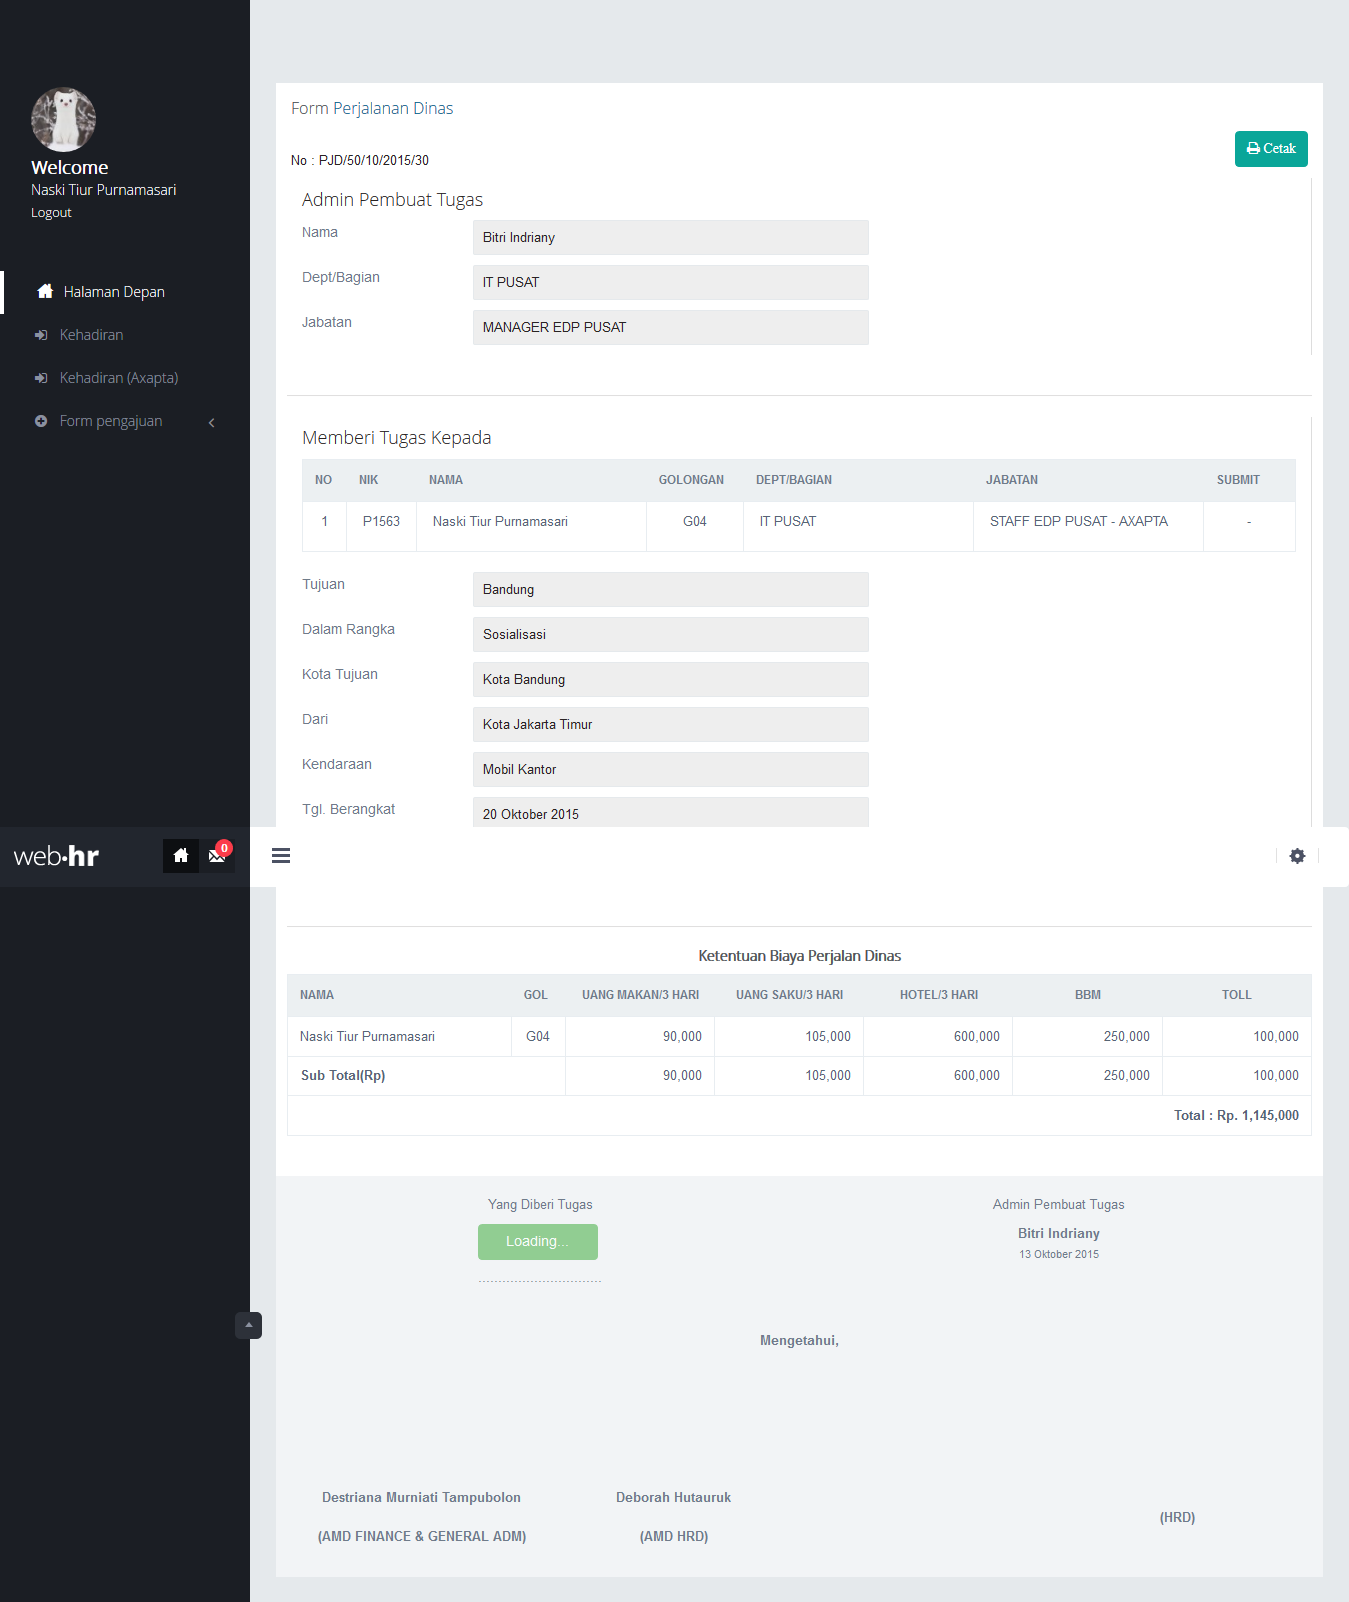 Welcome
Naski Tiur Purnamasari
Logout
Halaman Depan
Kehadiran
Kehadiran (Axapta)
Form pengajuan
Form Perjalanan Dinas
No : PJD/50/10/2015/30
Cetak
Admin Pembuat Tugas
Nama Bitri Indriany
Dept/Bagian IT PUSAT
Jabatan MANAGER EDP PUSAT
Memberi Tugas Kepada
NO NIK NAMA GOLONGAN DEPT/BAGIAN JABATAN SUBMIT
1 P1563 Naski Tiur Purnamasari G04 IT PUSAT STAFF EDP PUSAT - AXAPTA -
Tujuan Bandung
Dalam Rangka Sosialisasi
Kota Tujuan Kota Bandung
Dari Kota Jakarta Timur
Kendaraan Mobil Kantor
Tgl. Berangkat 20 Oktober 2015
web·hr 0
Ketentuan Biaya Perjalan Dinas
NAMA GOL UANG MAKAN/3 HARI UANG SAKU/3 HARI HOTEL/3 HARI BBM TOLL
Naski Tiur Purnamasari G04 90,000 105,000 600,000 250,000 100,000
Sub Total(Rp) 90,000 105,000 600,000 250,000 100,000
Total : Rp. 1,145,000
Yang Diberi Tugas Admin Pembuat Tugas
Loading... Bitri Indriany
13 Oktober 2015
Mengetahui,
Destriana Murniati Tampubolon Deborah Hutauruk
(HRD)
(AMD FINANCE & GENERAL ADM) (AMD HRD)